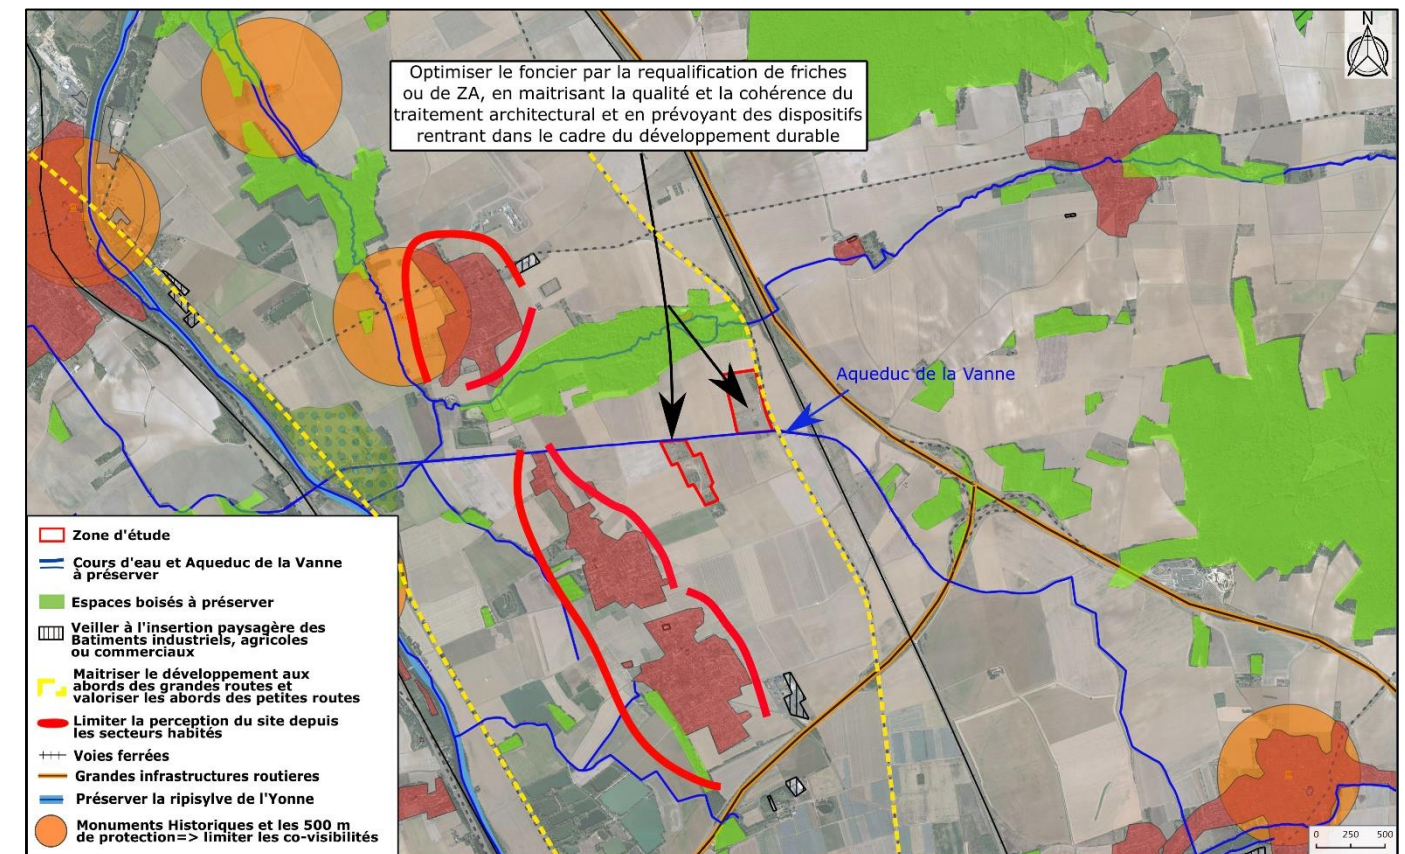 N
Optimiser le foncier par la requalification de friches
ou de ZA, en maitrisant la qualité et la cohérence du
traitement architectural et en prévoyant des dispositifs
rentrant dans le cadre du développement durable
Aqueduc de la Vanne
Zone d'étude
Cours d'eau et Aqueduc de la Vanne
à préserver
Espaces boisés à préserver
Veiller à l'insertion paysagère des
Batiments industriels, agricoles
ou commerciaux
Maitriser le développement aux
abords des grandes routes et
valoriser les abords des petites routes
Limiter la perception du site depuis
les secteurs habités
Voies ferrées
Grandes infrastructures routieres
Préserver la ripisylve de l'Yonne
Monuments Historiques et les 500 m
de protection=> limiter les co-visibilités
0 250 500